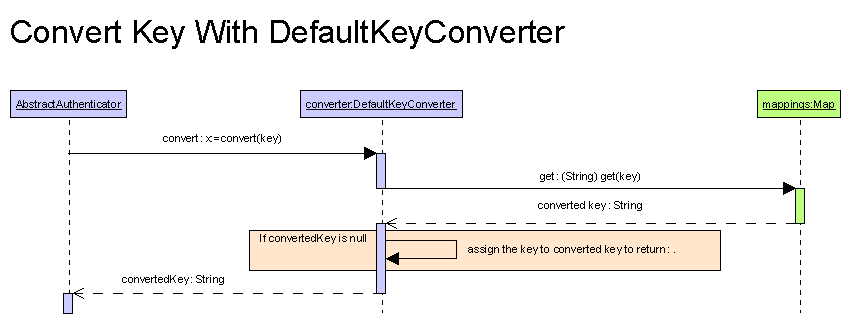 Convert Key With DefaultKeyConverter
AbstractAuthenticator
converter:DefaultKeyConverter
mappings:Map
convert : x:=convert(key)
get : (String) get(key)
converted key : String
If convertedKey is null
assign the key to converted key to return : .
convertedKey: String